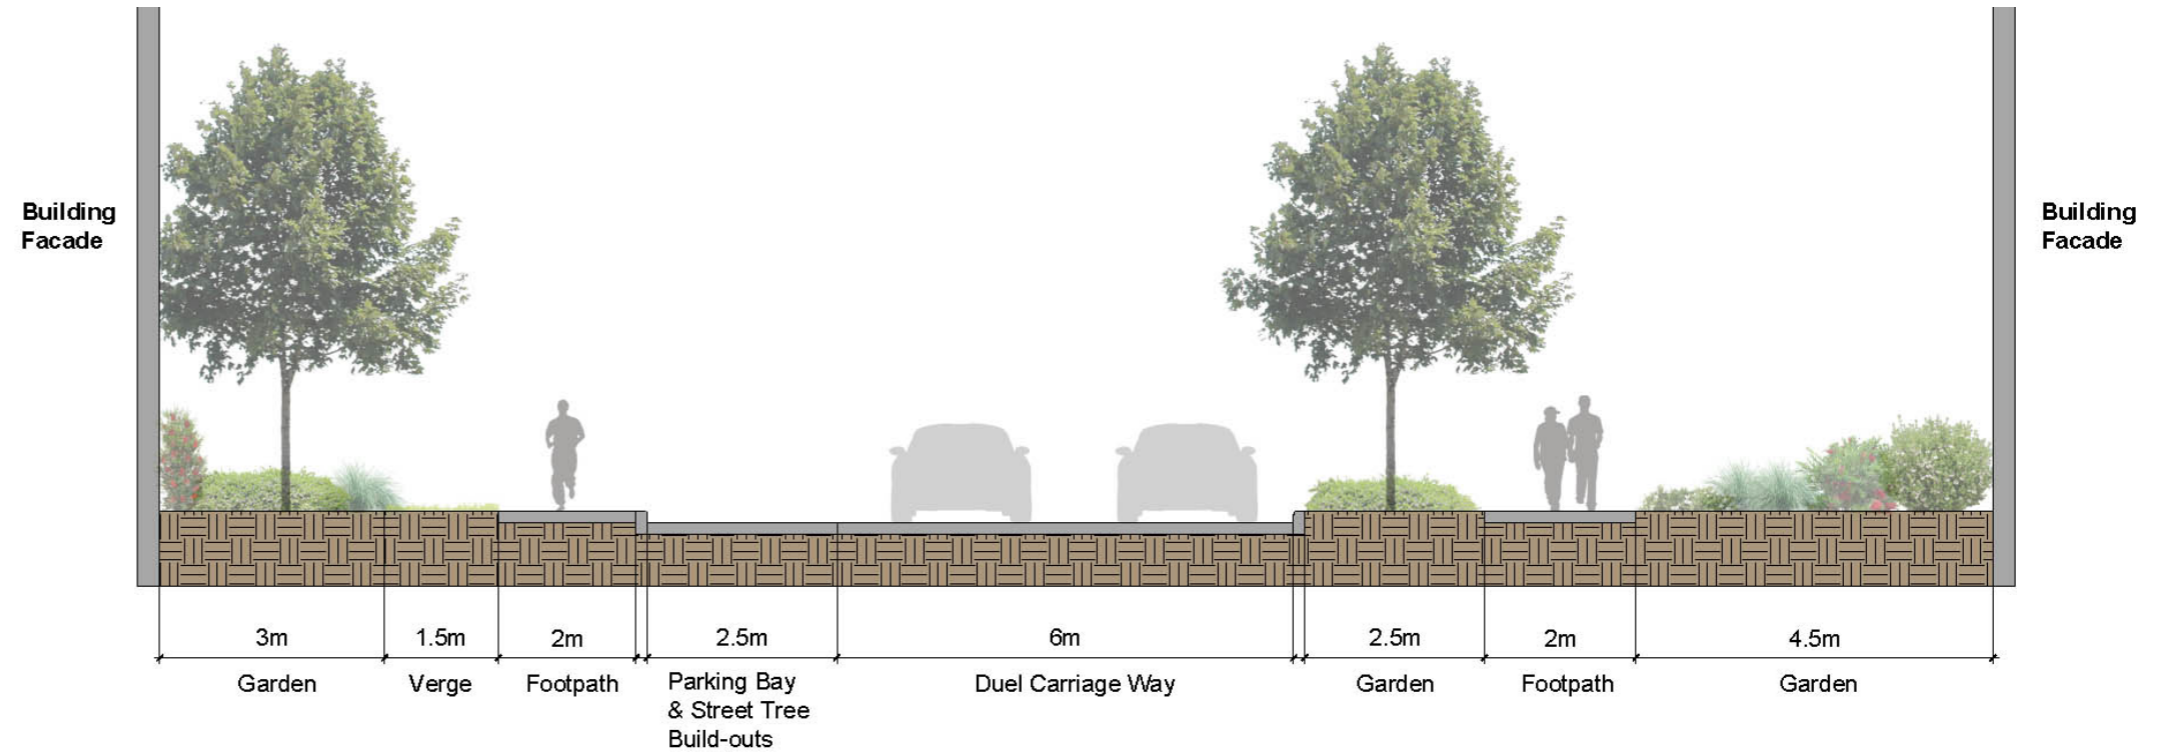 Building
Facade
Building
Facade
3m
1.5m
2m
2.5m
6m
2.5m
2m
4.5m
Garden
Verge
Footpath
Parking Bay
& Street Tree
Build-outs
Duel Carriage Way
Garden
Footpath
Garden